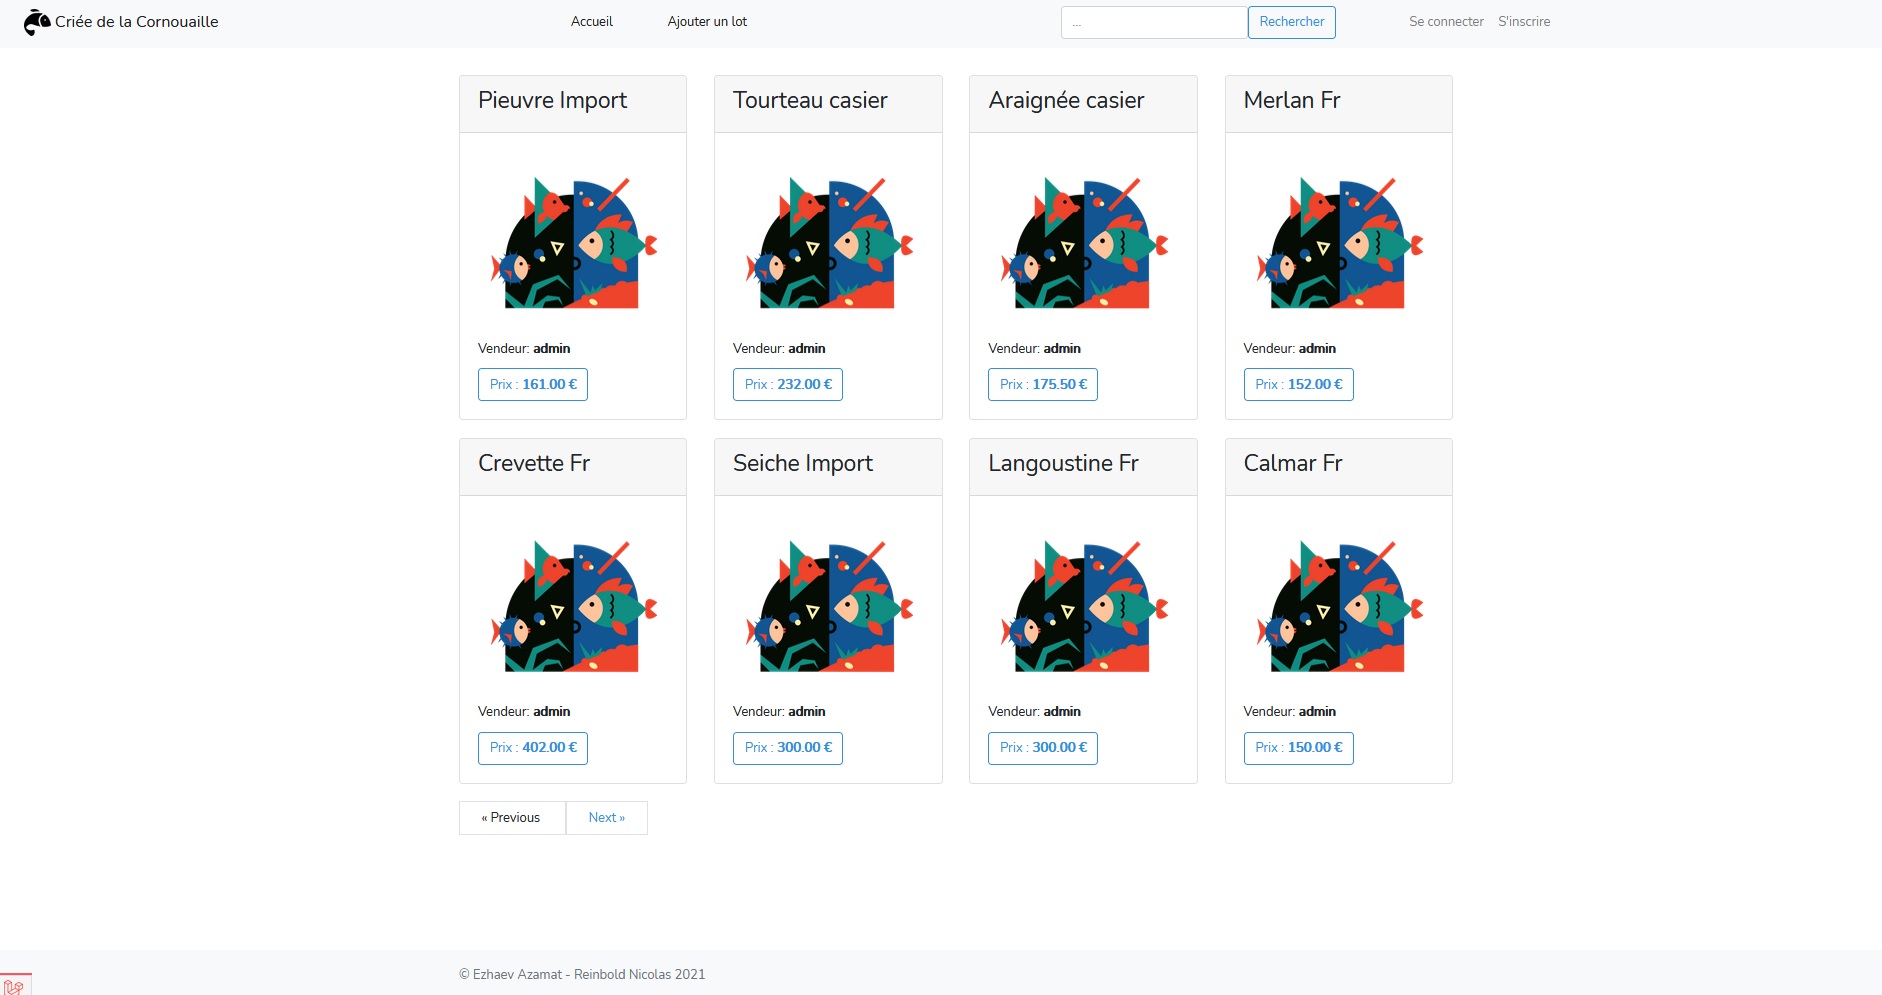 Criée de la Cornouaille Accueil Ajouter un lot ... Rechercher Se connecter S'inscrire
Pieuvre Import Tourteau casier Araignée casier Merlan Fr
Vendeur: admin Vendeur: admin Vendeur: admin Vendeur: admin
Prix : 161.00 € Prix : 232.00 € Prix : 175.50 € Prix : 152.00 €
Crevette Fr Seiche Import Langoustine Fr Calmar Fr
Vendeur: admin Vendeur: admin Vendeur: admin Vendeur: admin
Prix : 402.00 € Prix : 300.00 € Prix : 300.00 € Prix : 150.00 €
« Previous Next »
© Ezhaev Azamat - Reinbold Nicolas 2021